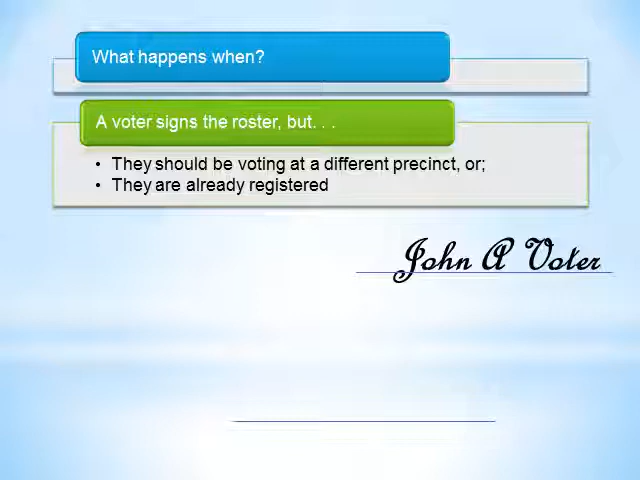 What happens when?
A voter signs the roster, but. . .
• They should be voting at a different precinct, or;
• They are already registered
John A Voter